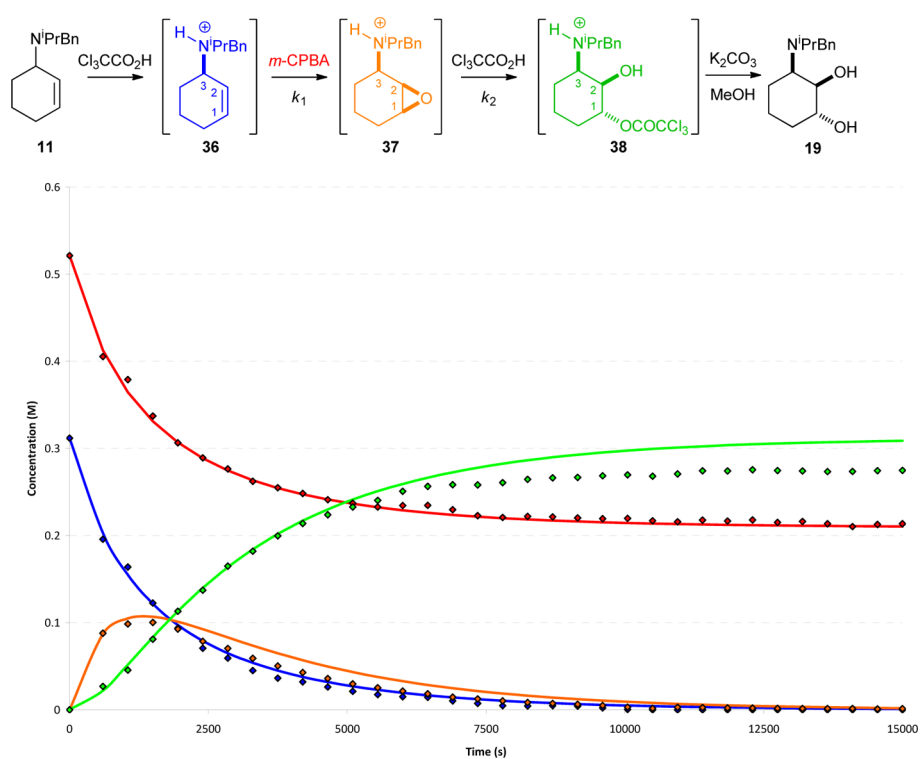 NiPrBn
11
Cl3CCO2H
H ⊕
NiPrBn
3 2 1
36
m-CPBA
k1
H ⊕
NiPrBn
3 2 1 O
37
Cl3CCO2H
k2
H ⊕
NiPrBn
OH
3 2 1
OCOCCl3
38
K2CO3
MeOH
NiPrBn
OH
OH
19
Concentration (M)
0.6
0.5
0.4
0.3
0.2
0.1
0
0 2500 5000 7500 10000 12500 15000
Time (s)